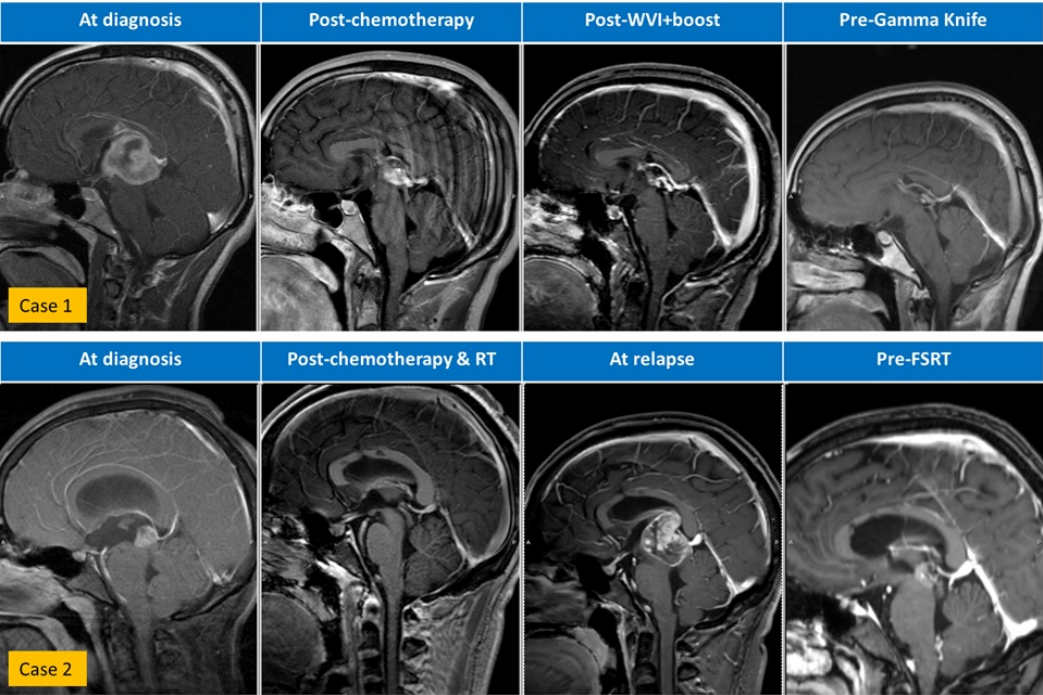 At diagnosis
Post-chemotherapy
Post-WVI+boost
Pre-Gamma Knife
Case 1
At diagnosis
Post-chemotherapy & RT
At relapse
Pre-FSRT
Case 2